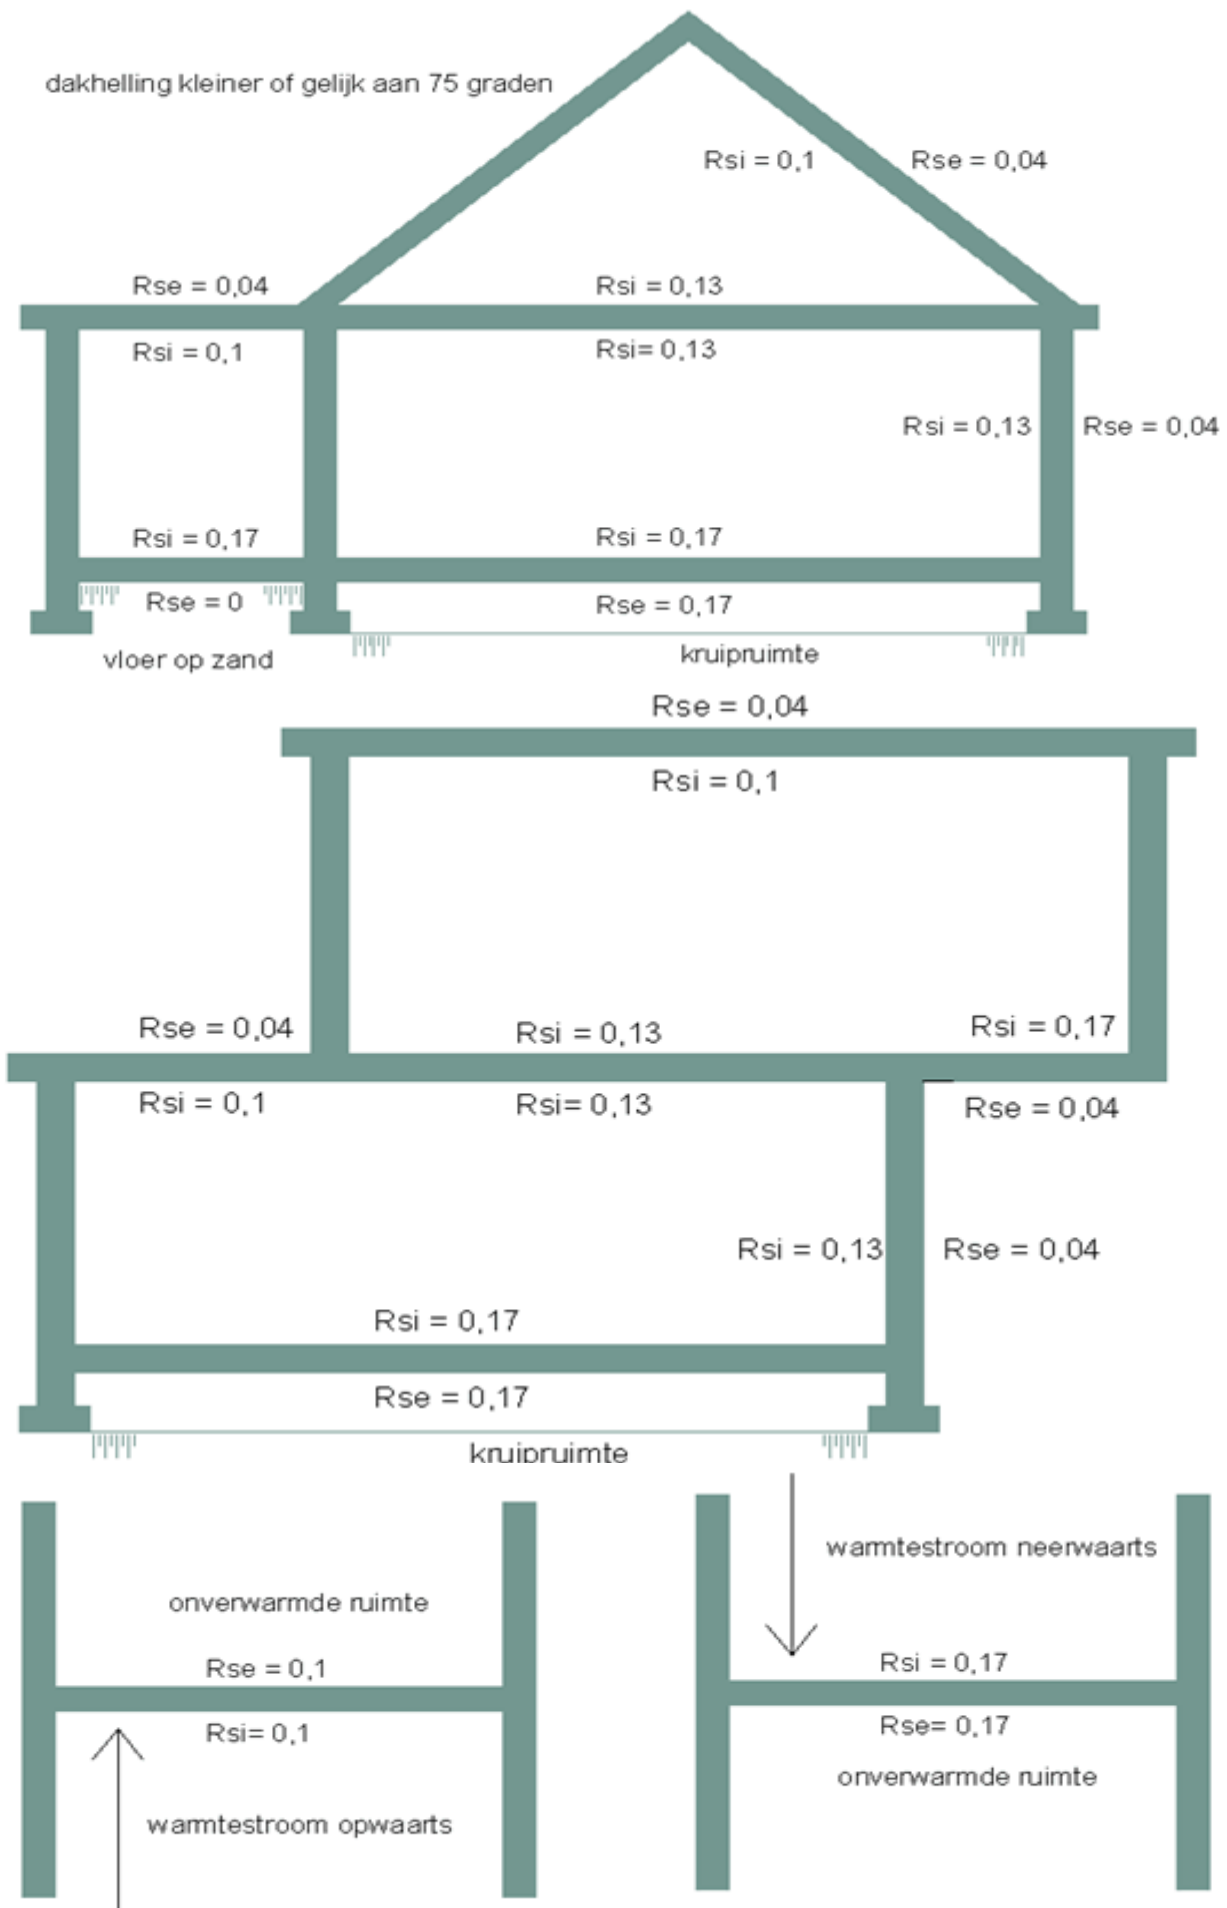 dakhelling kleiner of gelijk aan 75 graden
Rsi = 0,1
Rse = 0,04
Rse = 0,04
Rsi = 0,13
Rsi = 0,1
Rsi= 0,13
Rsi = 0,13
Rse = 0,04
Rsi = 0,17
Rsi = 0,17
Rse = 0
Rse = 0,17
vloer op zand
kruipruimte
Rse = 0,04
Rsi = 0,1
Rse = 0,04
Rsi = 0,13
Rsi = 0,17
Rsi = 0,1
Rsi= 0,13
Rse = 0,04
Rsi = 0,13
Rse = 0,04
Rsi = 0,17
Rse = 0,17
kruipruimte
onverwarmde ruimte
Rse = 0,1
Rsi= 0,1
warmtestroom opwaarts
warmtestroom neerwaarts
Rsi = 0,17
Rse= 0,17
onverwarmde ruimte